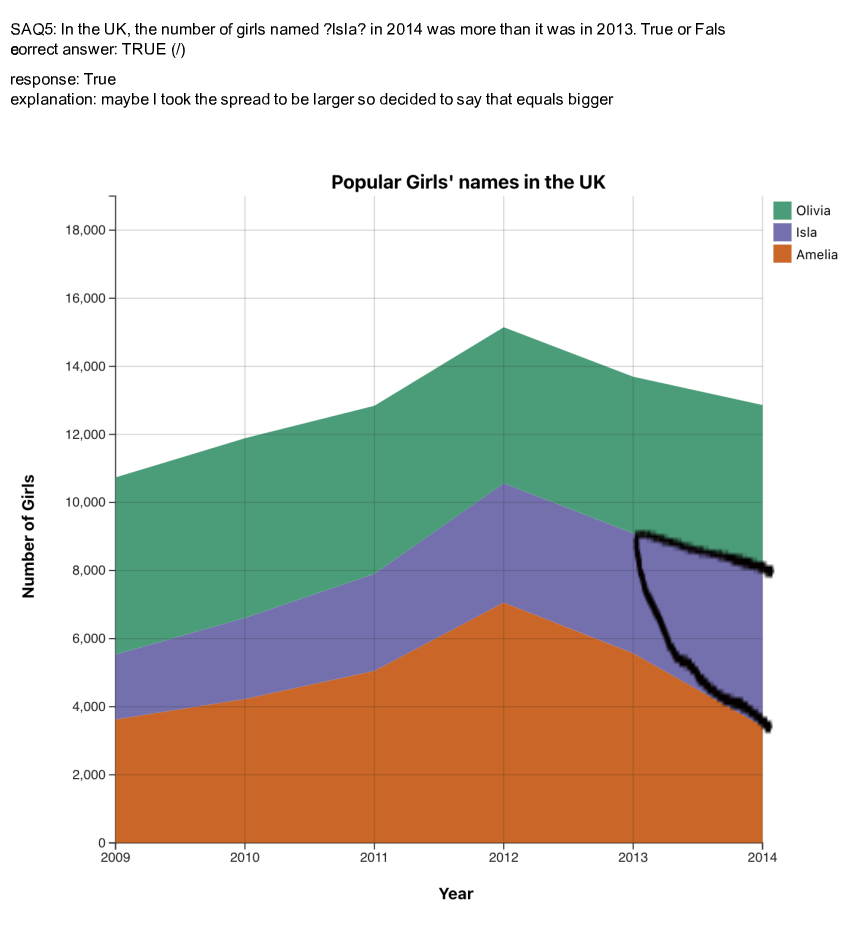 SAQ5: In the UK, the number of girls named ?Isla? in 2014 was more than it was in 2013. True or Fals
correct answer: TRUE (/)
response: True
explanation: maybe I took the spread to be larger so decided to say that equals bigger
Popular Girls' names in the UK
Olivia
Isla
Amelia
18,000
16,000
14,000
12,000
10,000
8,000
6,000
4,000
2,000
0
Number of Girls
2009 2010 2011 2012 2013 2014
Year